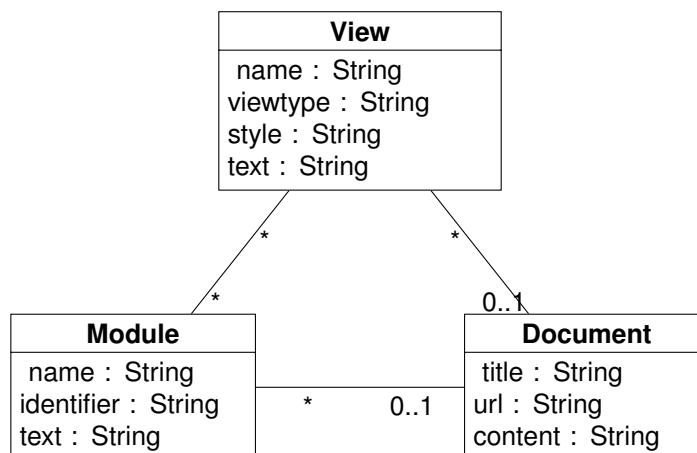 View
name : String
viewtype : String
style : String
text : String
*
*
*
0..1
Module
name : String
identifier : String
text : String
*
0..1
Document
title : String
url : String
content : String